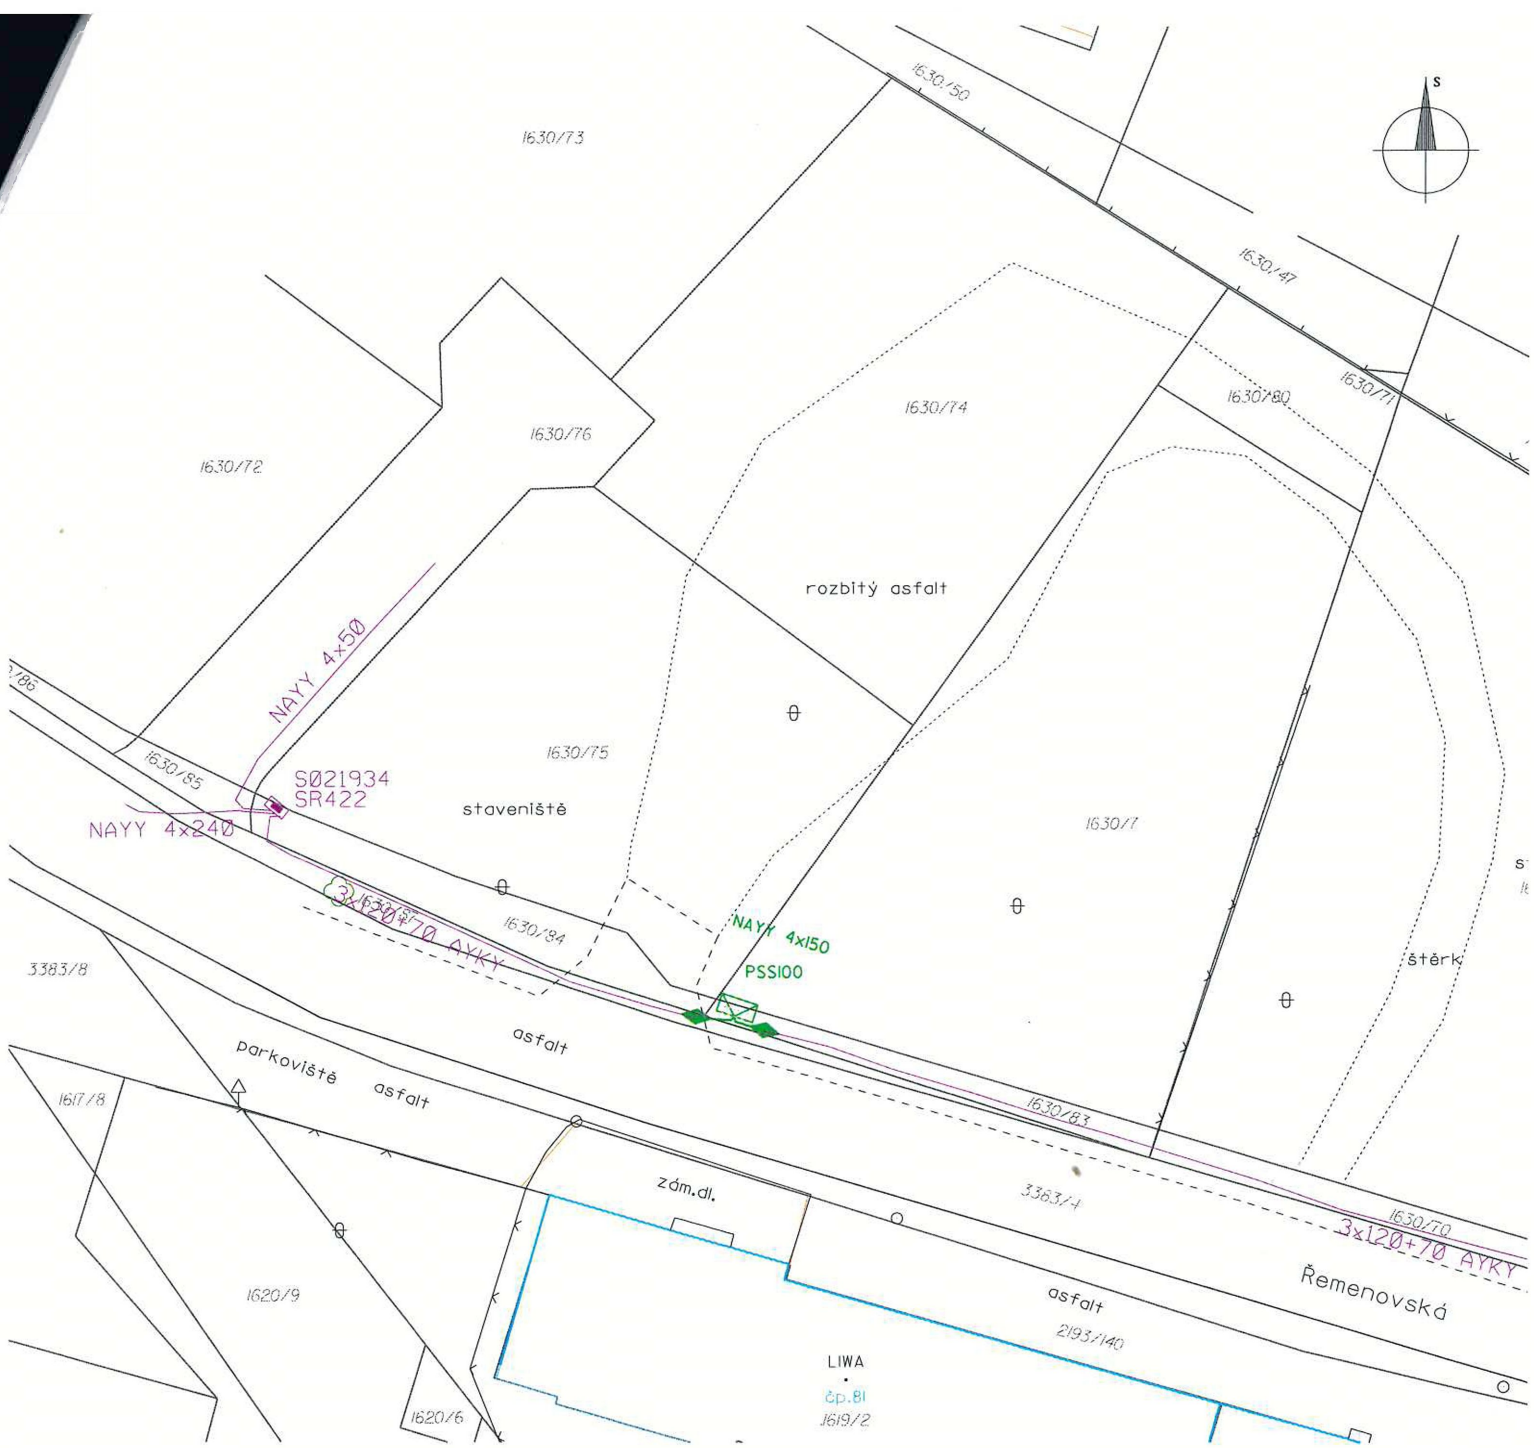 1630/50
S
1630/73
1630/47
1630/71
1630/80
1630/74
1630/76
1630/72
rozbitý asfalt
NAYY 4x50
1630/75
1630/85
S021934
SR422
staveniště
NAYY 4x240
1630/7
3x120+70 AYKY
1630/84
NAYY 4x150
PSS100
štěrk
3383/8
asfalt
parkoviště
asfalt
1617/8
1630/83
zám.dl.
3383/4
1630/70
3x120+70 AYKY
Řemenovská
1620/9
asfalt
2193/140
LIWA
čp.81
1619/2
1620/6